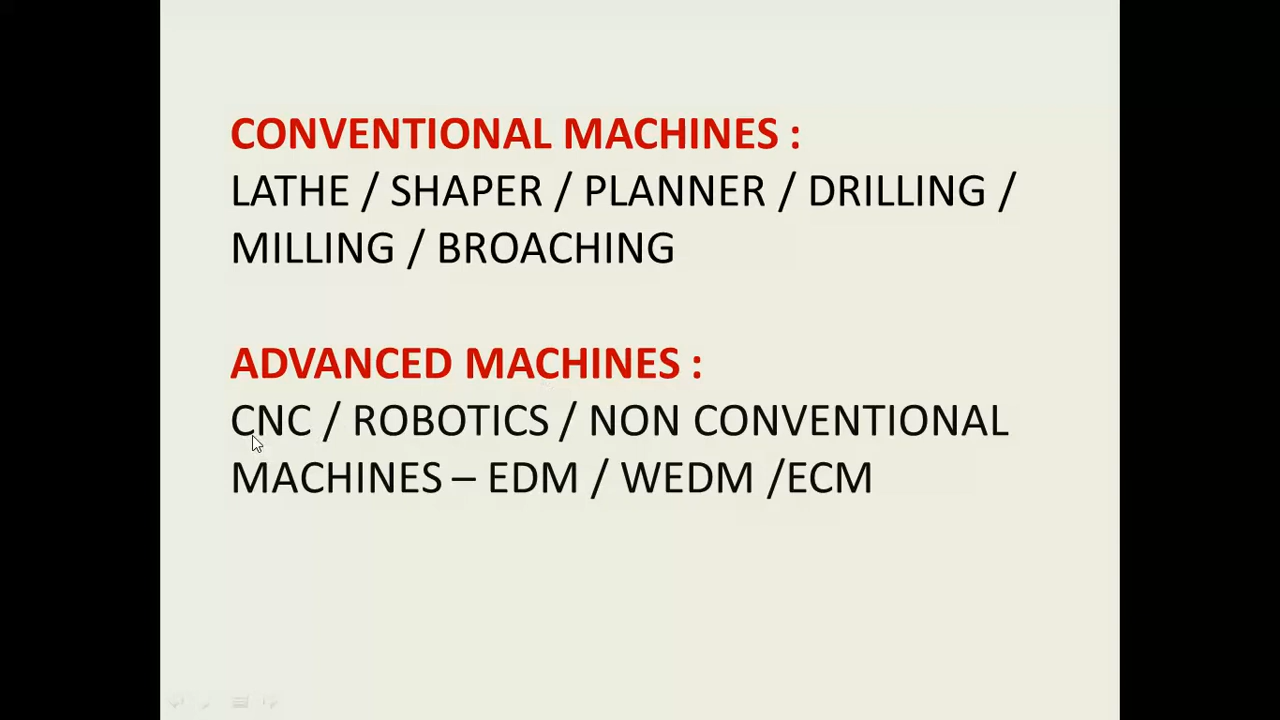 CONVENTIONAL MACHINES :
LATHE / SHAPER / PLANNER / DRILLING /
MILLING / BROACHING
ADVANCED MACHINES :
CNC / ROBOTICS / NON CONVENTIONAL
MACHINES – EDM / WEDM /ECM